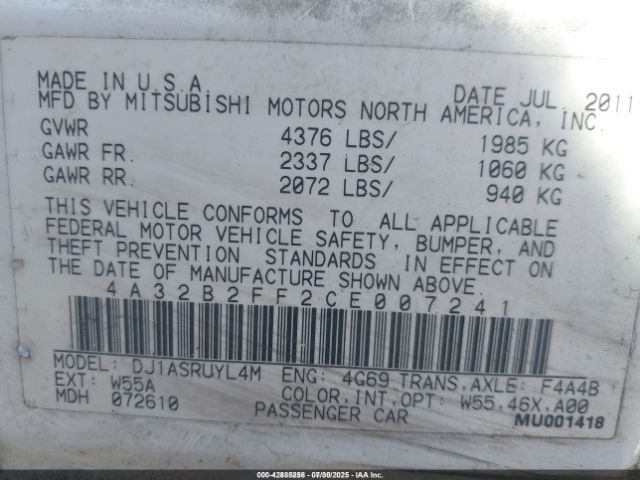 MADE IN U.S.A. DATE JUL 2011
MFD BY MITSUBISHI MOTORS NORTH AMERICA, INC.
GVWR 4376 LBS/ 1985 KG
GAWR FR. 2337 LBS/ 1060 KG
GAWR RR. 2072 LBS/ 940 KG
THIS VEHICLE CONFORMS TO ALL APPLICABLE
FEDERAL MOTOR VEHICLE SAFETY, BUMPER, AND
THEFT PREVENTION STANDARDS IN EFFECT ON
THE DATE OF MANUFACTURE SHOWN ABOVE.
4A32B2FF2CE007241
MODEL: DJ1ASRUYL4M ENG: 4G69 TRANS,AXLE: F4A4B
EXT: W55A COLOR,INT,OPT: W55,46X,A00
MDH 072610 PASSENGER CAR MU001418
000-42885256 - 07/30/2025 - IAAI.COM